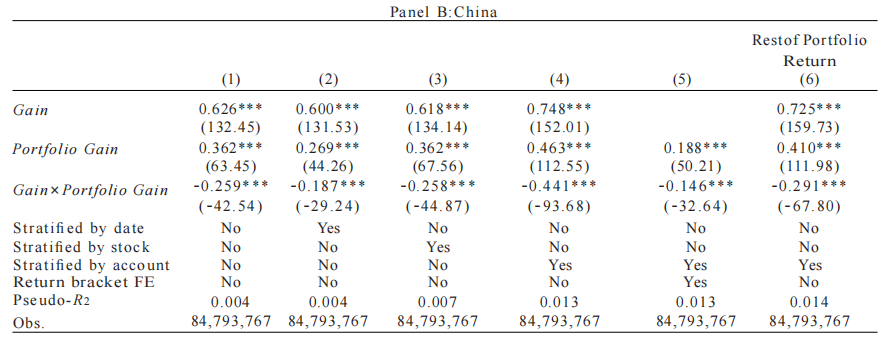 Panel B:China
Rest of Portfolio
Return
(1) (2) (3) (4) (5) (6)
Gain 0.626*** 0.600*** 0.618*** 0.748*** 0.725***
(132.45) (131.53) (134.14) (152.01) (159.73)
Portfolio Gain 0.362*** 0.269*** 0.362*** 0.463*** 0.188*** 0.410***
(63.45) (44.26) (67.56) (112.55) (50.21) (111.98)
Gain×Portfolio Gain -0.259*** -0.187*** -0.258*** -0.441*** -0.146*** -0.291***
(-42.54) (-29.24) (-44.87) (-93.68) (-32.64) (-67.80)
Stratified by date No Yes No No No No
Stratified by stock No No Yes No No No
Stratified by account No No No Yes Yes Yes
Return bracket FE No No No No Yes No
Pseudo-R2 0.004 0.004 0.007 0.013 0.013 0.014
Obs. 84,793,767 84,793,767 84,793,767 84,793,767 84,793,767 84,793,767